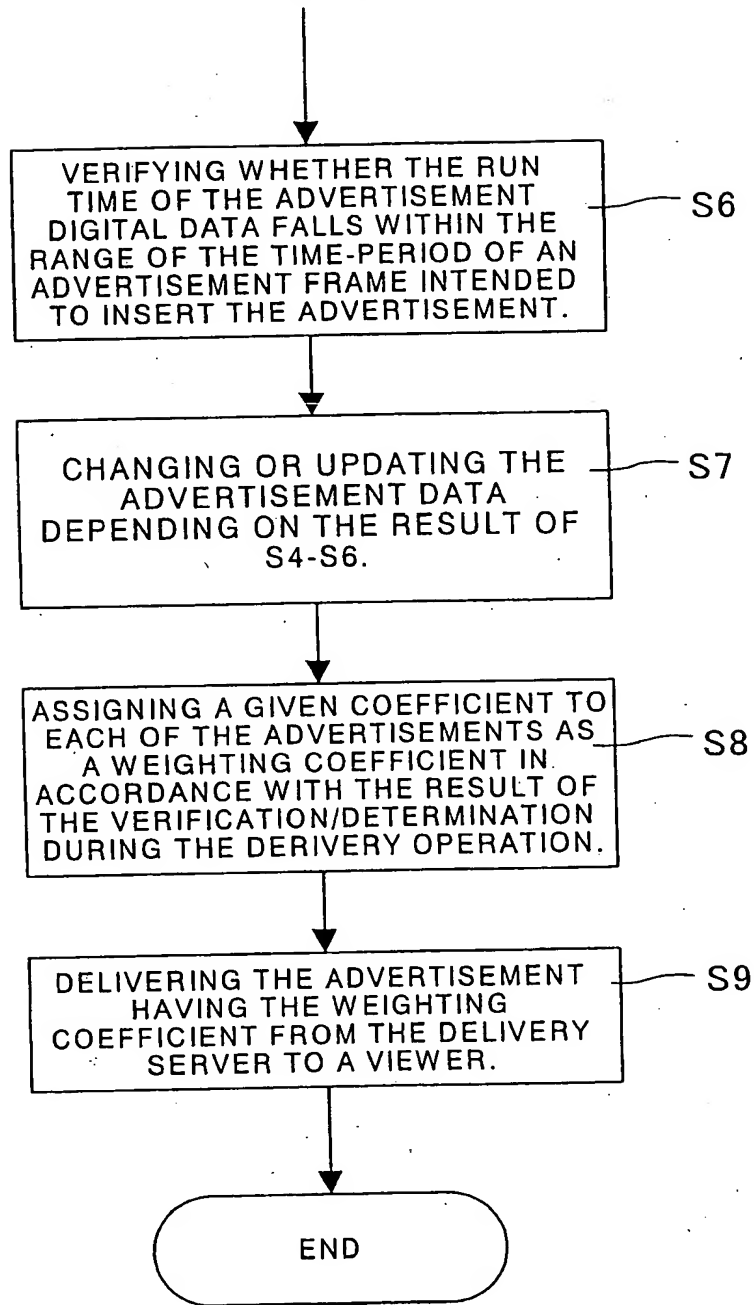 VERIFYING WHETHER THE RUN
TIME OF THE ADVERTISEMENT
DIGITAL DATA FALLS WITHIN THE
RANGE OF THE TIME-PERIOD OF AN
ADVERTISEMENT FRAME INTENDED
TO INSERT THE ADVERTISEMENT.
S6
CHANGING OR UPDATING THE
ADVERTISEMENT DATA
DEPENDING ON THE RESULT OF
S4-S6.
S7
ASSIGNING A GIVEN COEFFICIENT TO
EACH OF THE ADVERTISEMENTS AS
A WEIGHTING COEFFICIENT IN
ACCORDANCE WITH THE RESULT OF
THE VERIFICATION/DETERMINATION
DURING THE DERIVERY OPERATION.
S8
DELIVERING THE ADVERTISEMENT
HAVING THE WEIGHTING
COEFFICIENT FROM THE DELIVERY
SERVER TO A VIEWER.
S9
END